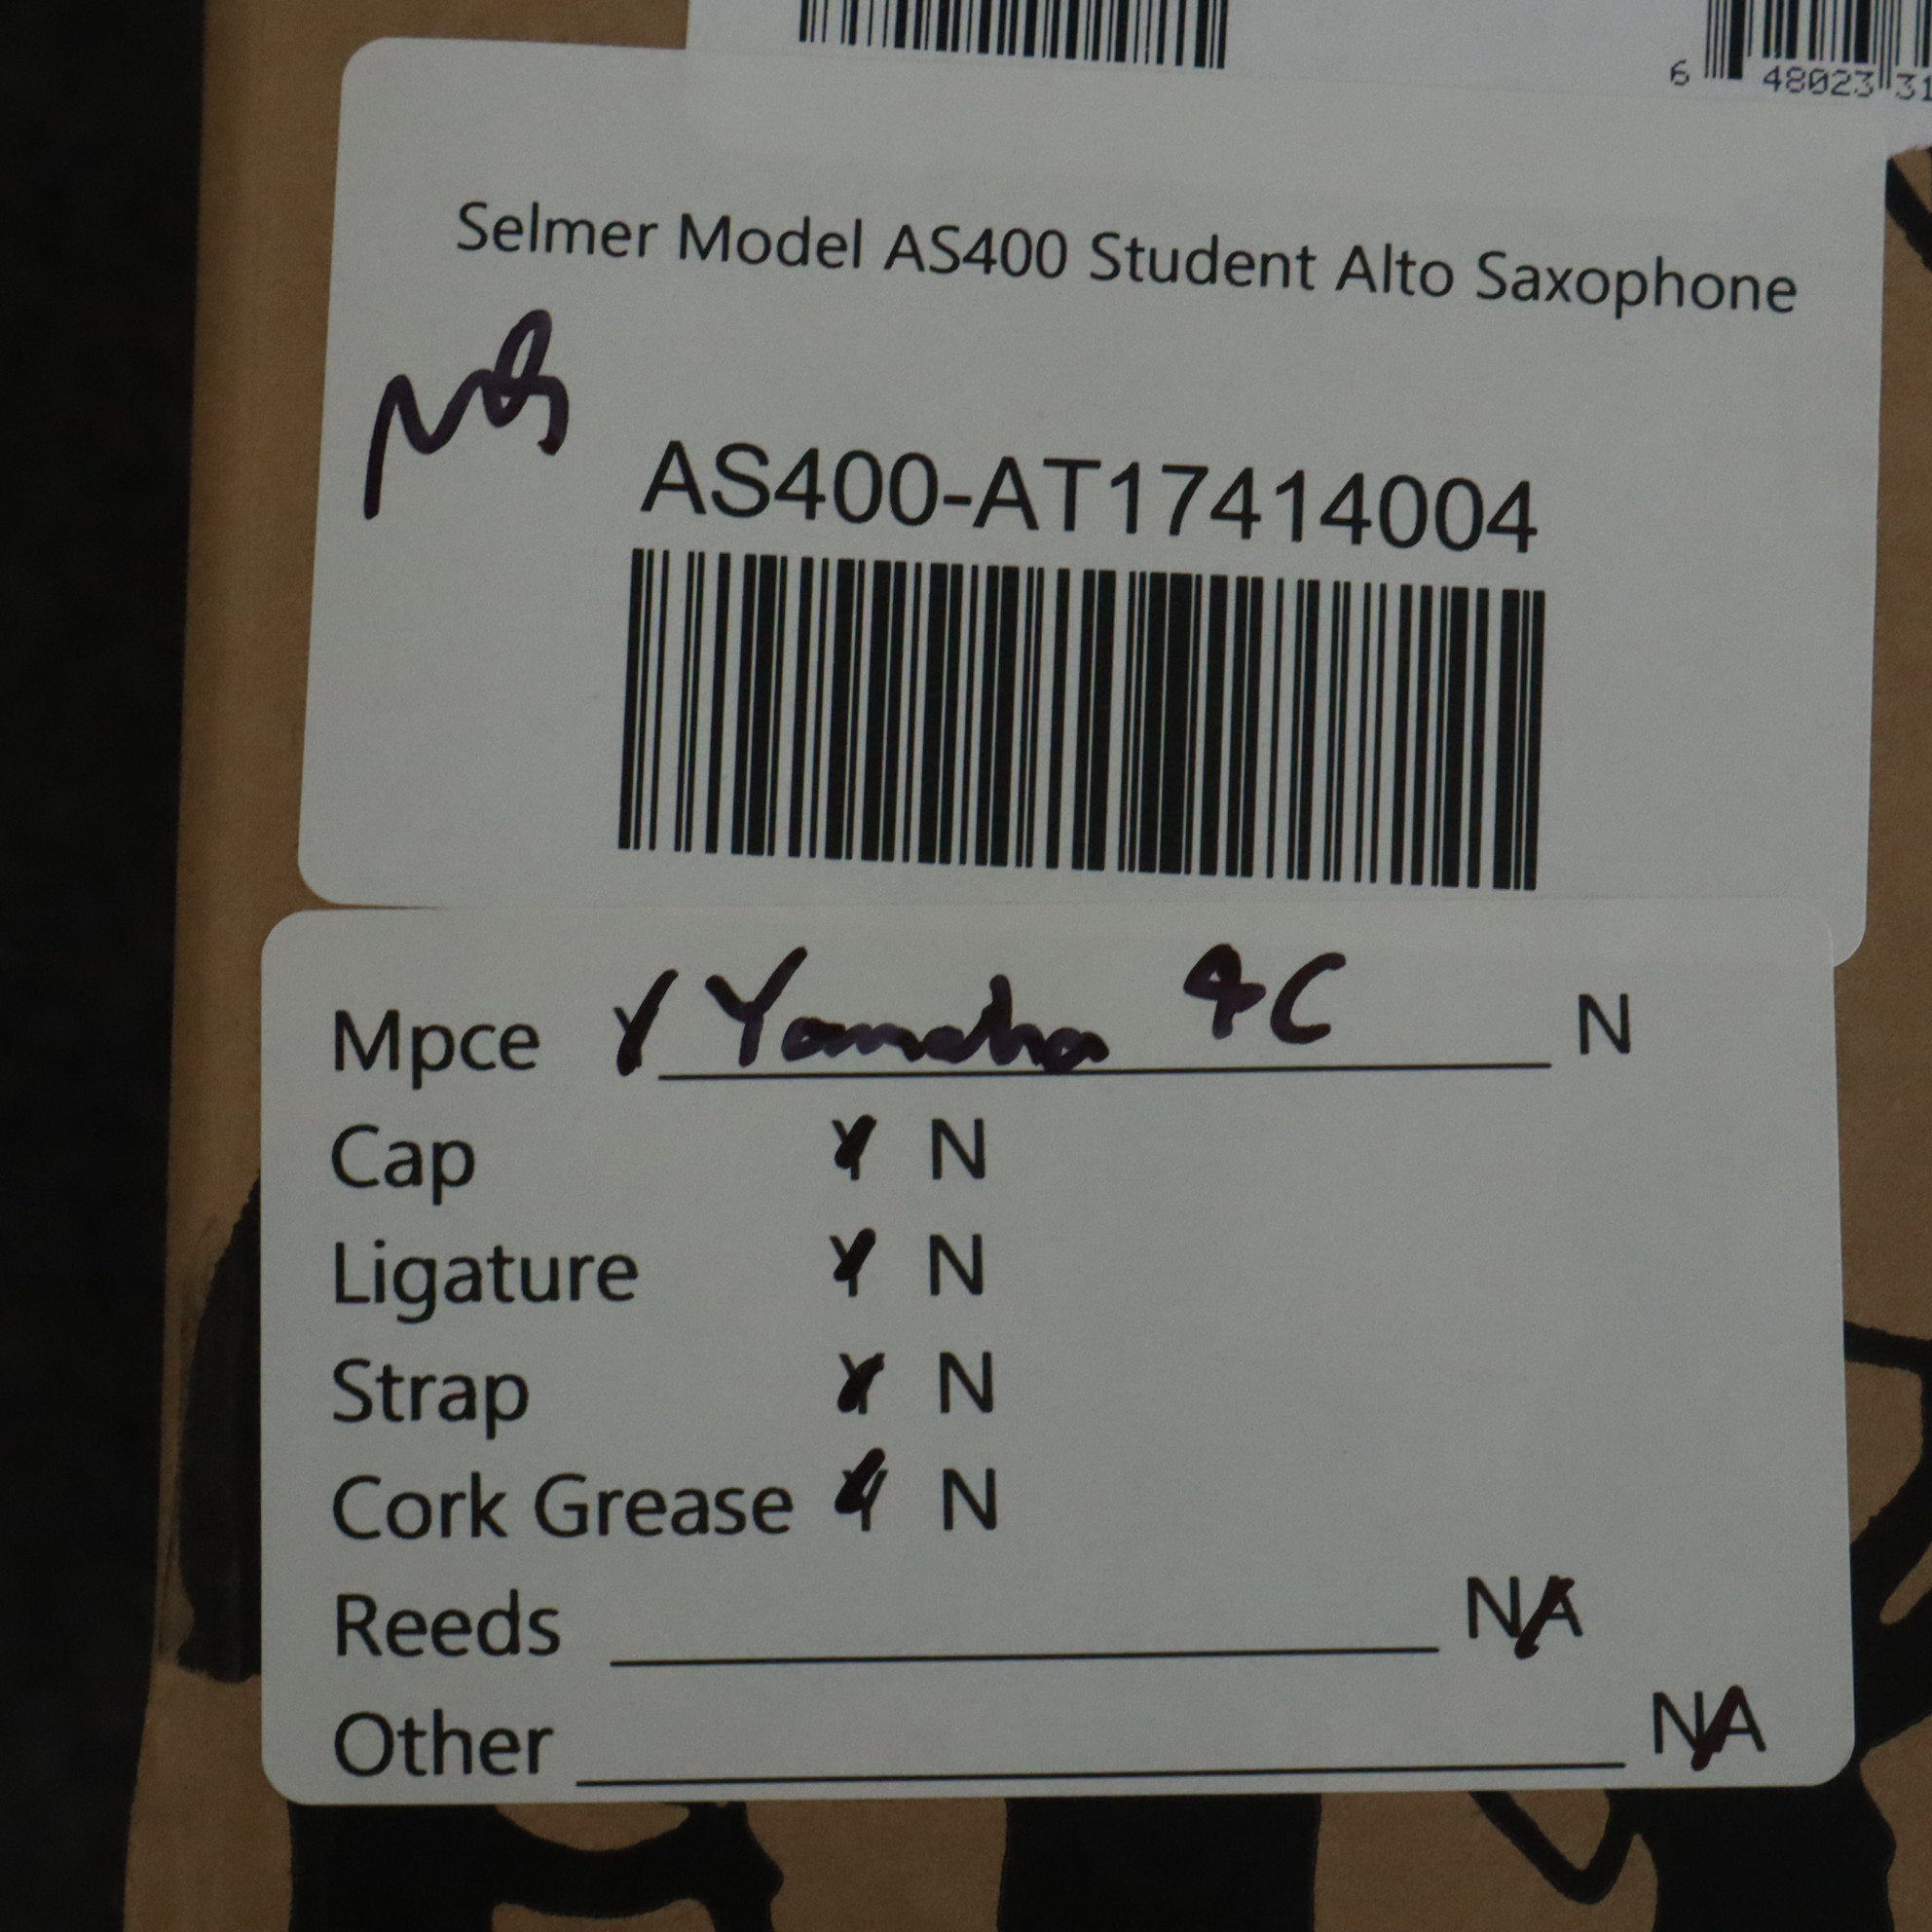 6 48023 31
Selmer Model AS400 Student Alto Saxophone
AS400-AT17414004
Mpce Y Yamaha 4C N
Cap Y N
Ligature Y N
Strap Y N
Cork Grease Y N
Reeds NA
Other NA